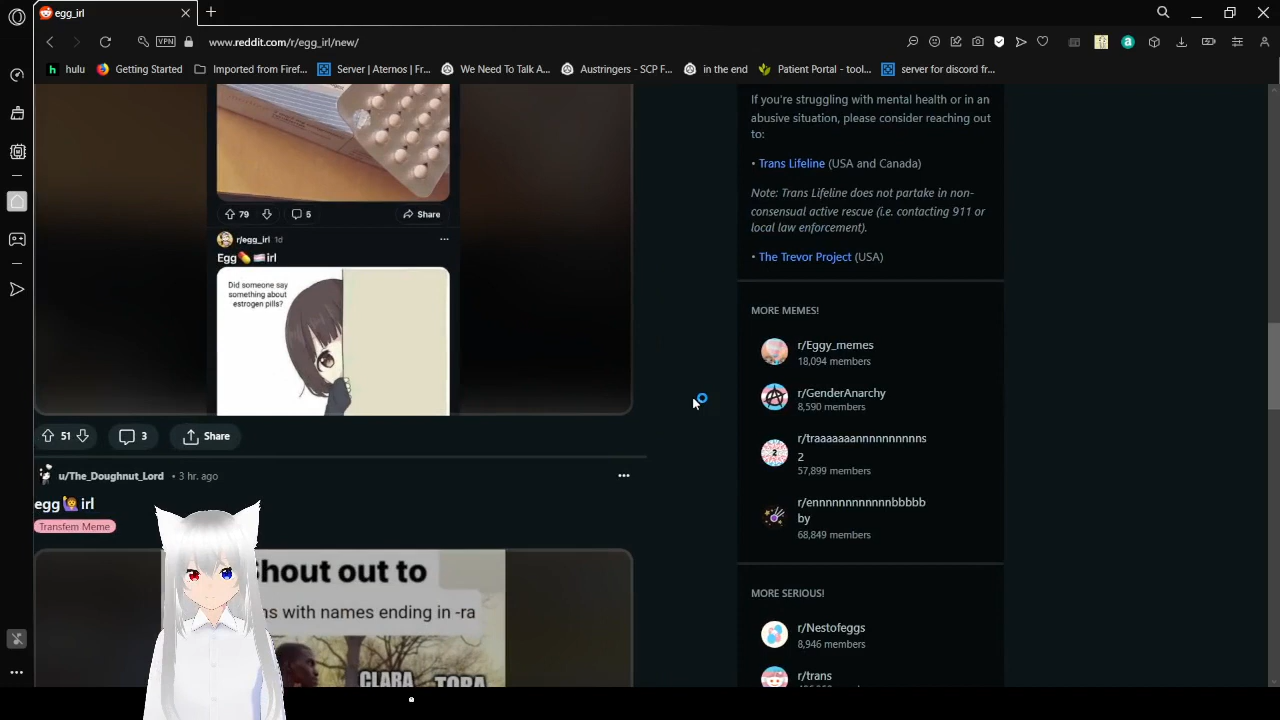 egg_irl
VPN
www.reddit.com/r/egg_irl/new/
hulu
Getting Started
Imported from Firef...
Server | Aternos | Fr...
We Need To Talk A...
Austringers - SCP F...
in the end
Patient Portal - tool...
server for discord fr...
79
5
Share
r/egg_irl 1d
Egg💊🏳️‍⚧️irl
Did someone say
something about
estrogen pills?
51
3
Share
u/The_Doughnut_Lord • 3 hr. ago
egg🙋irl
Transfem Meme
hout out to
ns with names ending in -ra
CLARA
TORA
If you're struggling with mental health or in an
abusive situation, please consider reaching out
to:
• Trans Lifeline (USA and Canada)
Note: Trans Lifeline does not partake in non-
consensual active rescue (i.e. contacting 911 or
local law enforcement).
• The Trevor Project (USA)
MORE MEMES!
r/Eggy_memes
18,094 members
r/GenderAnarchy
8,590 members
r/traaaaaaannnnnnnnnns
2
57,899 members
r/ennnnnnnnnnnnbbbbb
by
68,849 members
MORE SERIOUS!
r/Nestofeggs
8,946 members
r/trans